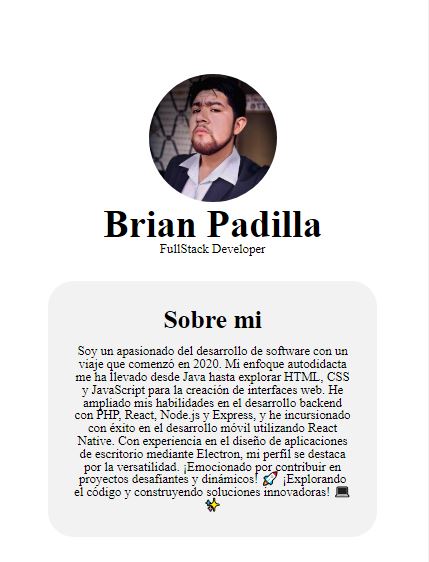 Brian Padilla
FullStack Developer
Sobre mi
Soy un apasionado del desarrollo de software con un
viaje que comenzó en 2020. Mi enfoque autodidacta
me ha llevado desde Java hasta explorar HTML, CSS
y JavaScript para la creación de interfaces web. He
ampliado mis habilidades en el desarrollo backend
con PHP, React, Node.js y Express, y he incursionado
con éxito en el desarrollo móvil utilizando React
Native. Con experiencia en el diseño de aplicaciones
de escritorio mediante Electron, mi perfil se destaca
por la versatilidad. ¡Emocionado por contribuir en
proyectos desafiantes y dinámicos! 🚀 ¡Explorando
el código y construyendo soluciones innovadoras! 💻
✨